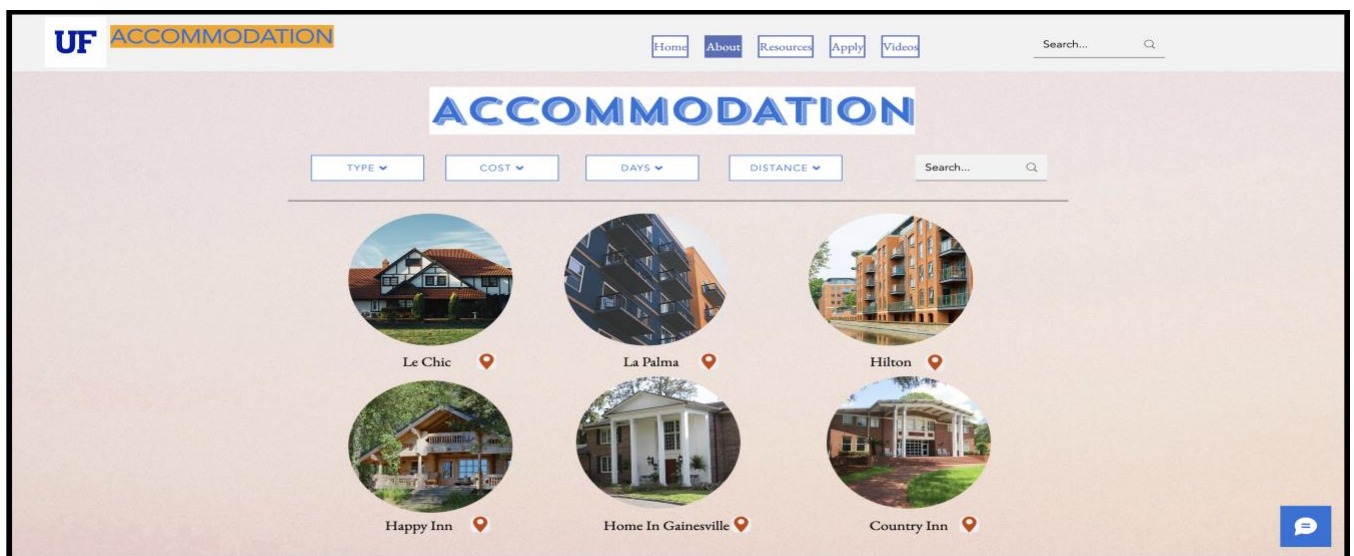 UF ACCOMMODATION
Home About Resources Apply Videos Search...
ACCOMMODATION
TYPE COST DAYS DISTANCE Search...
Le Chic La Palma Hilton
Happy Inn Home In Gainesville Country Inn